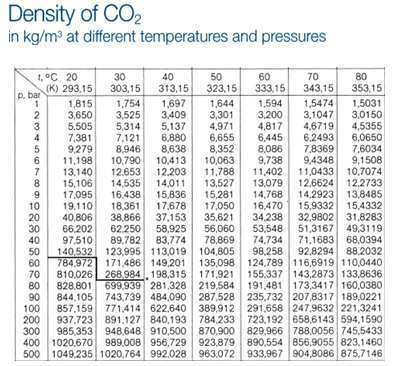 Density of CO₂
in kg/m³ at different temperatures and pressures
t, °C 20 30 40 50 60 70 80
(K) 293,15 303,15 313,15 323,15 333,15 343,15 353,15
p, bar
1 1,815 1,754 1,697 1,644 1,594 1,5474 1,5031
2 3,650 3,525 3,409 3,301 3,200 3,1047 3,0150
3 5,505 5,314 5,137 4,971 4,817 4,6719 4,5355
4 7,381 7,121 6,880 6,655 6,445 6,2493 6,0650
5 9,279 8,946 8,638 8,352 8,086 7,8369 7,6034
6 11,198 10,790 10,413 10,063 9,738 9,4348 9,1508
7 13,140 12,653 12,203 11,788 11,402 11,0433 10,7074
8 15,106 14,535 14,011 13,527 13,079 12,6624 12,2733
9 17,095 16,438 15,836 15,281 14,768 14,2923 13,8485
10 19,110 18,361 17,678 17,050 16,470 15,9332 15,4332
20 40,806 38,866 37,153 35,621 34,238 32,9802 31,8283
30 66,202 62,250 58,925 56,060 53,548 51,3167 49,3119
40 97,510 89,782 83,774 78,869 74,734 71,1683 68,0394
50 140,532 123,995 113,019 104,805 98,258 92,8294 88,2032
60 784,972 171,486 149,201 135,098 124,789 116,6919 110,0440
70 810,026 268,984 198,315 171,921 155,337 142,2873 133,8636
80 828,801 699,939 281,328 219,584 191,481 173,3417 160,0380
90 844,105 743,739 484,090 287,528 235,732 207,8317 189,0221
100 857,159 771,414 622,640 389,912 291,658 247,9632 221,3241
200 937,723 891,127 840,193 784,233 723,192 658,6143 594,1590
300 985,353 948,648 910,500 870,900 829,966 788,0056 745,5433
400 1020,670 989,008 956,729 923,879 890,554 856,9055 823,1460
500 1049,235 1020,764 992,028 963,072 933,967 904,8086 875,7146